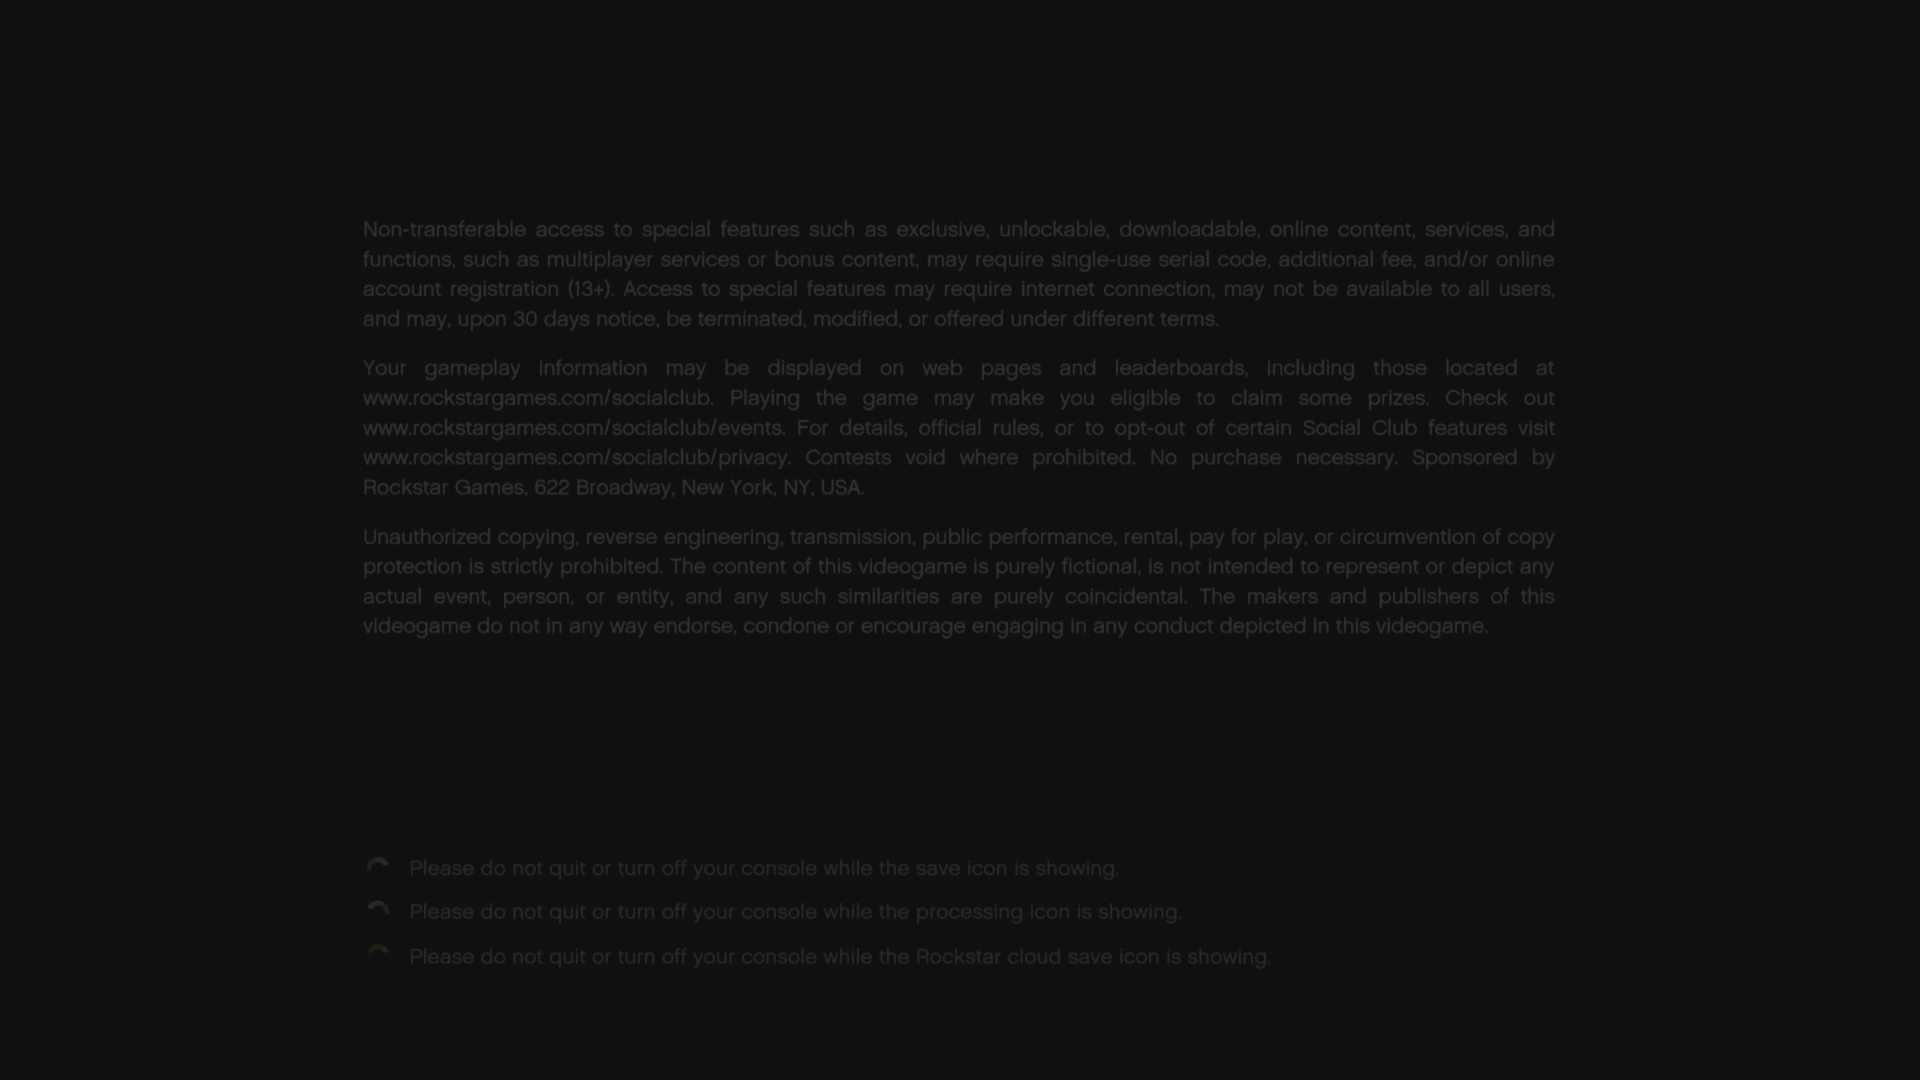 Non-transferable access to special features such as exclusive, unlockable, downloadable, online content, services, and
functions, such as multiplayer services or bonus content, may require single-use serial code, additional fee, and/or online
account registration (13+). Access to special features may require internet connection, may not be available to all users,
and may, upon 30 days notice, be terminated, modified, or offered under different terms.
Your gameplay information may be displayed on web pages and leaderboards, including those located at
www.rockstargames.com/socialclub. Playing the game may make you eligible to claim some prizes. Check out
www.rockstargames.com/socialclub/events. For details, official rules, or to opt-out of certain Social Club features visit
www.rockstargames.com/socialclub/privacy. Contests void where prohibited. No purchase necessary. Sponsored by
Rockstar Games, 622 Broadway, New York, NY, USA.
Unauthorized copying, reverse engineering, transmission, public performance, rental, pay for play, or circumvention of copy
protection is strictly prohibited. The content of this videogame is purely fictional, is not intended to represent or depict any
actual event, person, or entity, and any such similarities are purely coincidental. The makers and publishers of this
videogame do not in any way endorse, condone or encourage engaging in any conduct depicted in this videogame.
Please do not quit or turn off your console while the save icon is showing.
Please do not quit or turn off your console while the processing icon is showing.
Please do not quit or turn off your console while the Rockstar cloud save icon is showing.